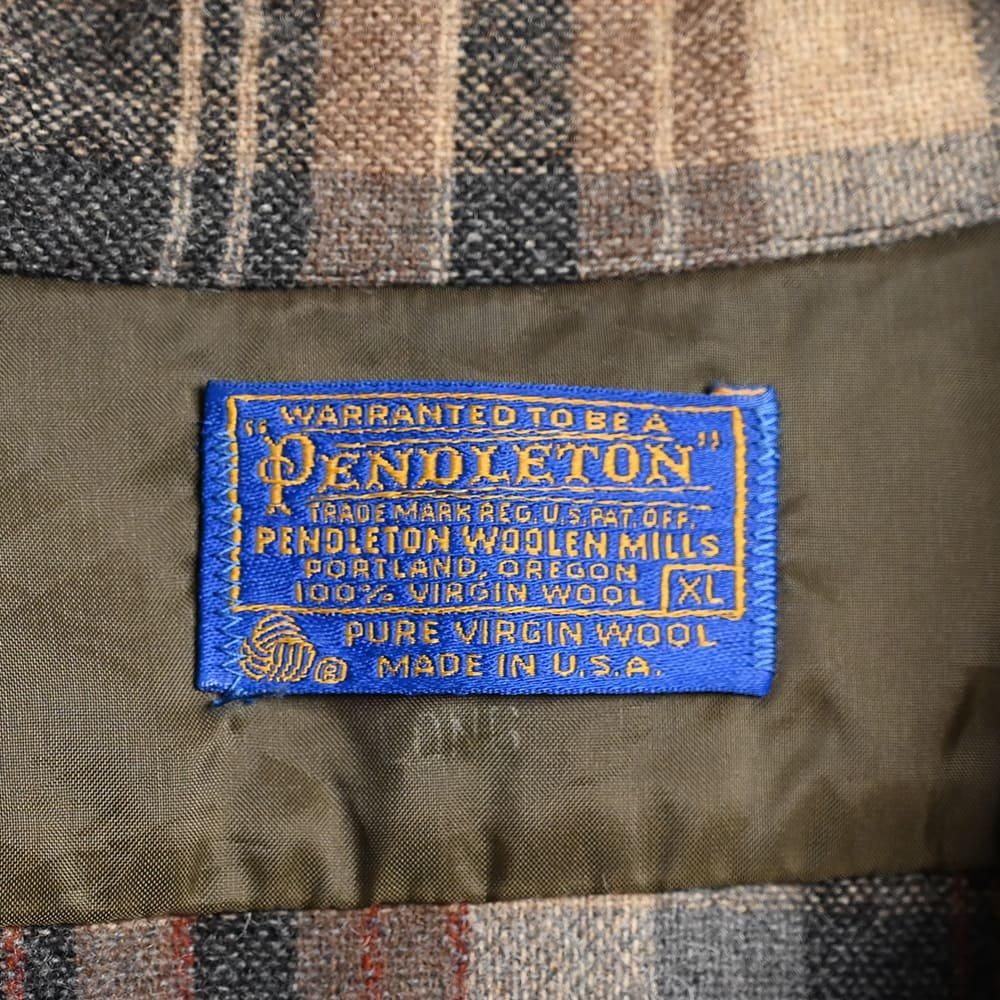 WARRANTED TO BE A
"PENDLETON"
TRADE MARK REG. U.S. PAT. OFF.
PENDLETON WOOLEN MILLS
PORTLAND, OREGON
100% VIRGIN WOOL XL
PURE VIRGIN WOOL
® MADE IN U.S.A.